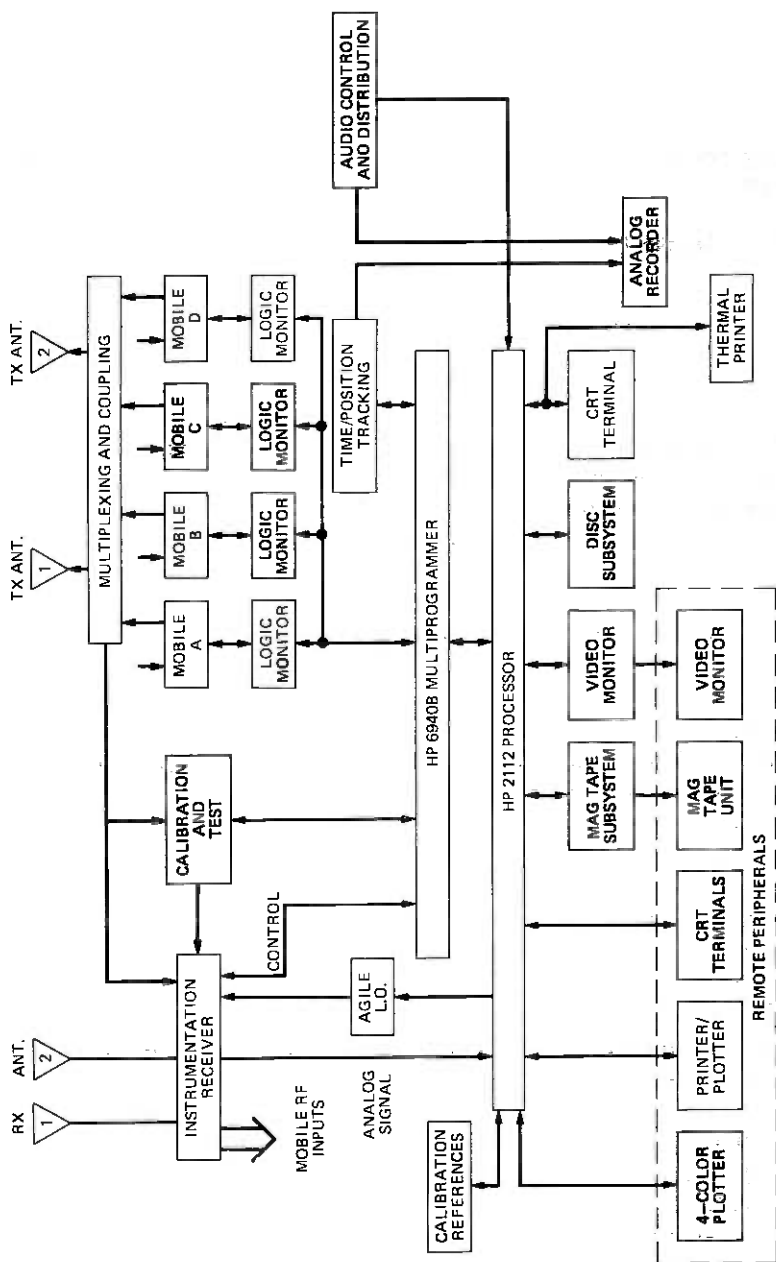 RX
1
ANT.
2
TX ANT.
1
TX ANT.
2
INSTRUMENTATION
RECEIVER
MOBILE RF
INPUTS
ANALOG
SIGNAL
CONTROL
CALIBRATION
AND
TEST
AGILE
L.O.
MULTIPLEXING AND COUPLING
MOBILE
A
MOBILE
B
MOBILE
C
MOBILE
D
LOGIC
MONITOR
LOGIC
MONITOR
LOGIC
MONITOR
LOGIC
MONITOR
TIME/POSITION
TRACKING
AUDIO CONTROL
AND DISTRIBUTION
HP 6940B MULTIPROGRAMMER
HP 2112 PROCESSOR
ANALOG
RECORDER
CALIBRATION
REFERENCES
MAG TAPE
SUBSYSTEM
VIDEO
MONITOR
DISC
SUBSYSTEM
CRT
TERMINAL
THERMAL
PRINTER
4-COLOR
PLOTTER
PRINTER/
PLOTTER
CRT
TERMINALS
MAG
TAPE
UNIT
VIDEO
MONITOR
REMOTE PERIPHERALS